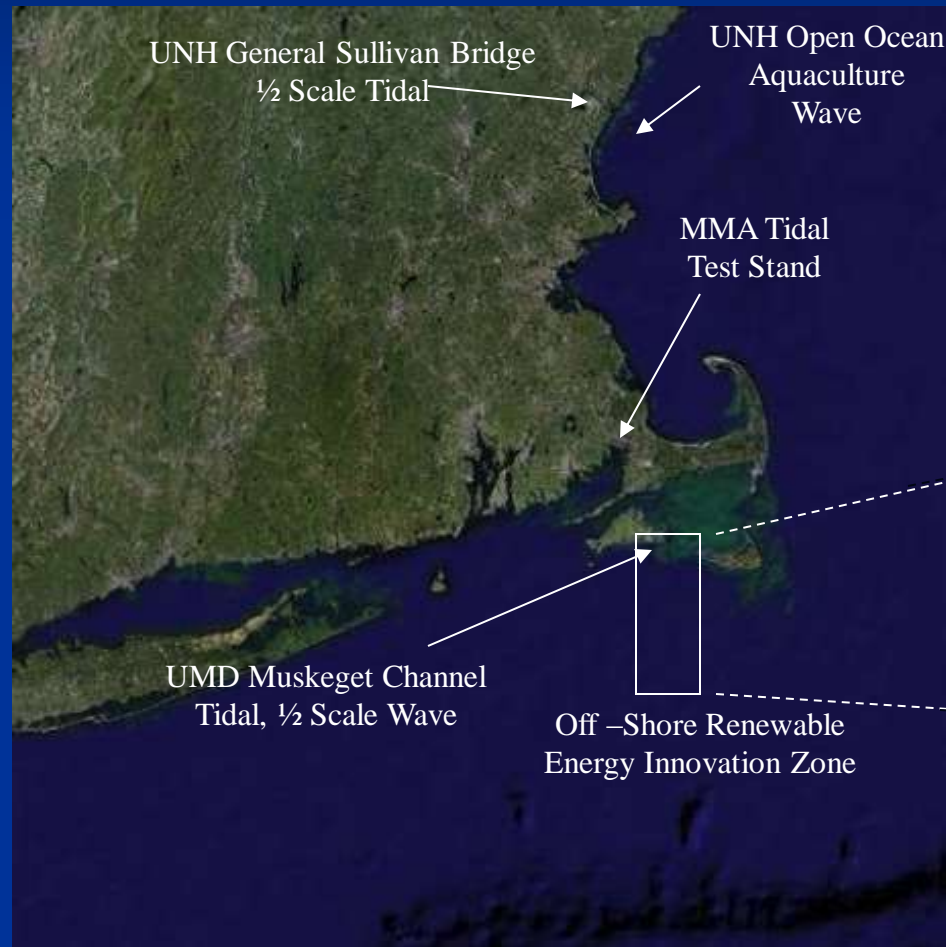 UNH General Sullivan Bridge
½ Scale Tidal
UNH Open Ocean
Aquaculture
Wave
MMA Tidal
Test Stand
UMD Muskeget Channel
Tidal, ½ Scale Wave
Off –Shore Renewable
Energy Innovation Zone